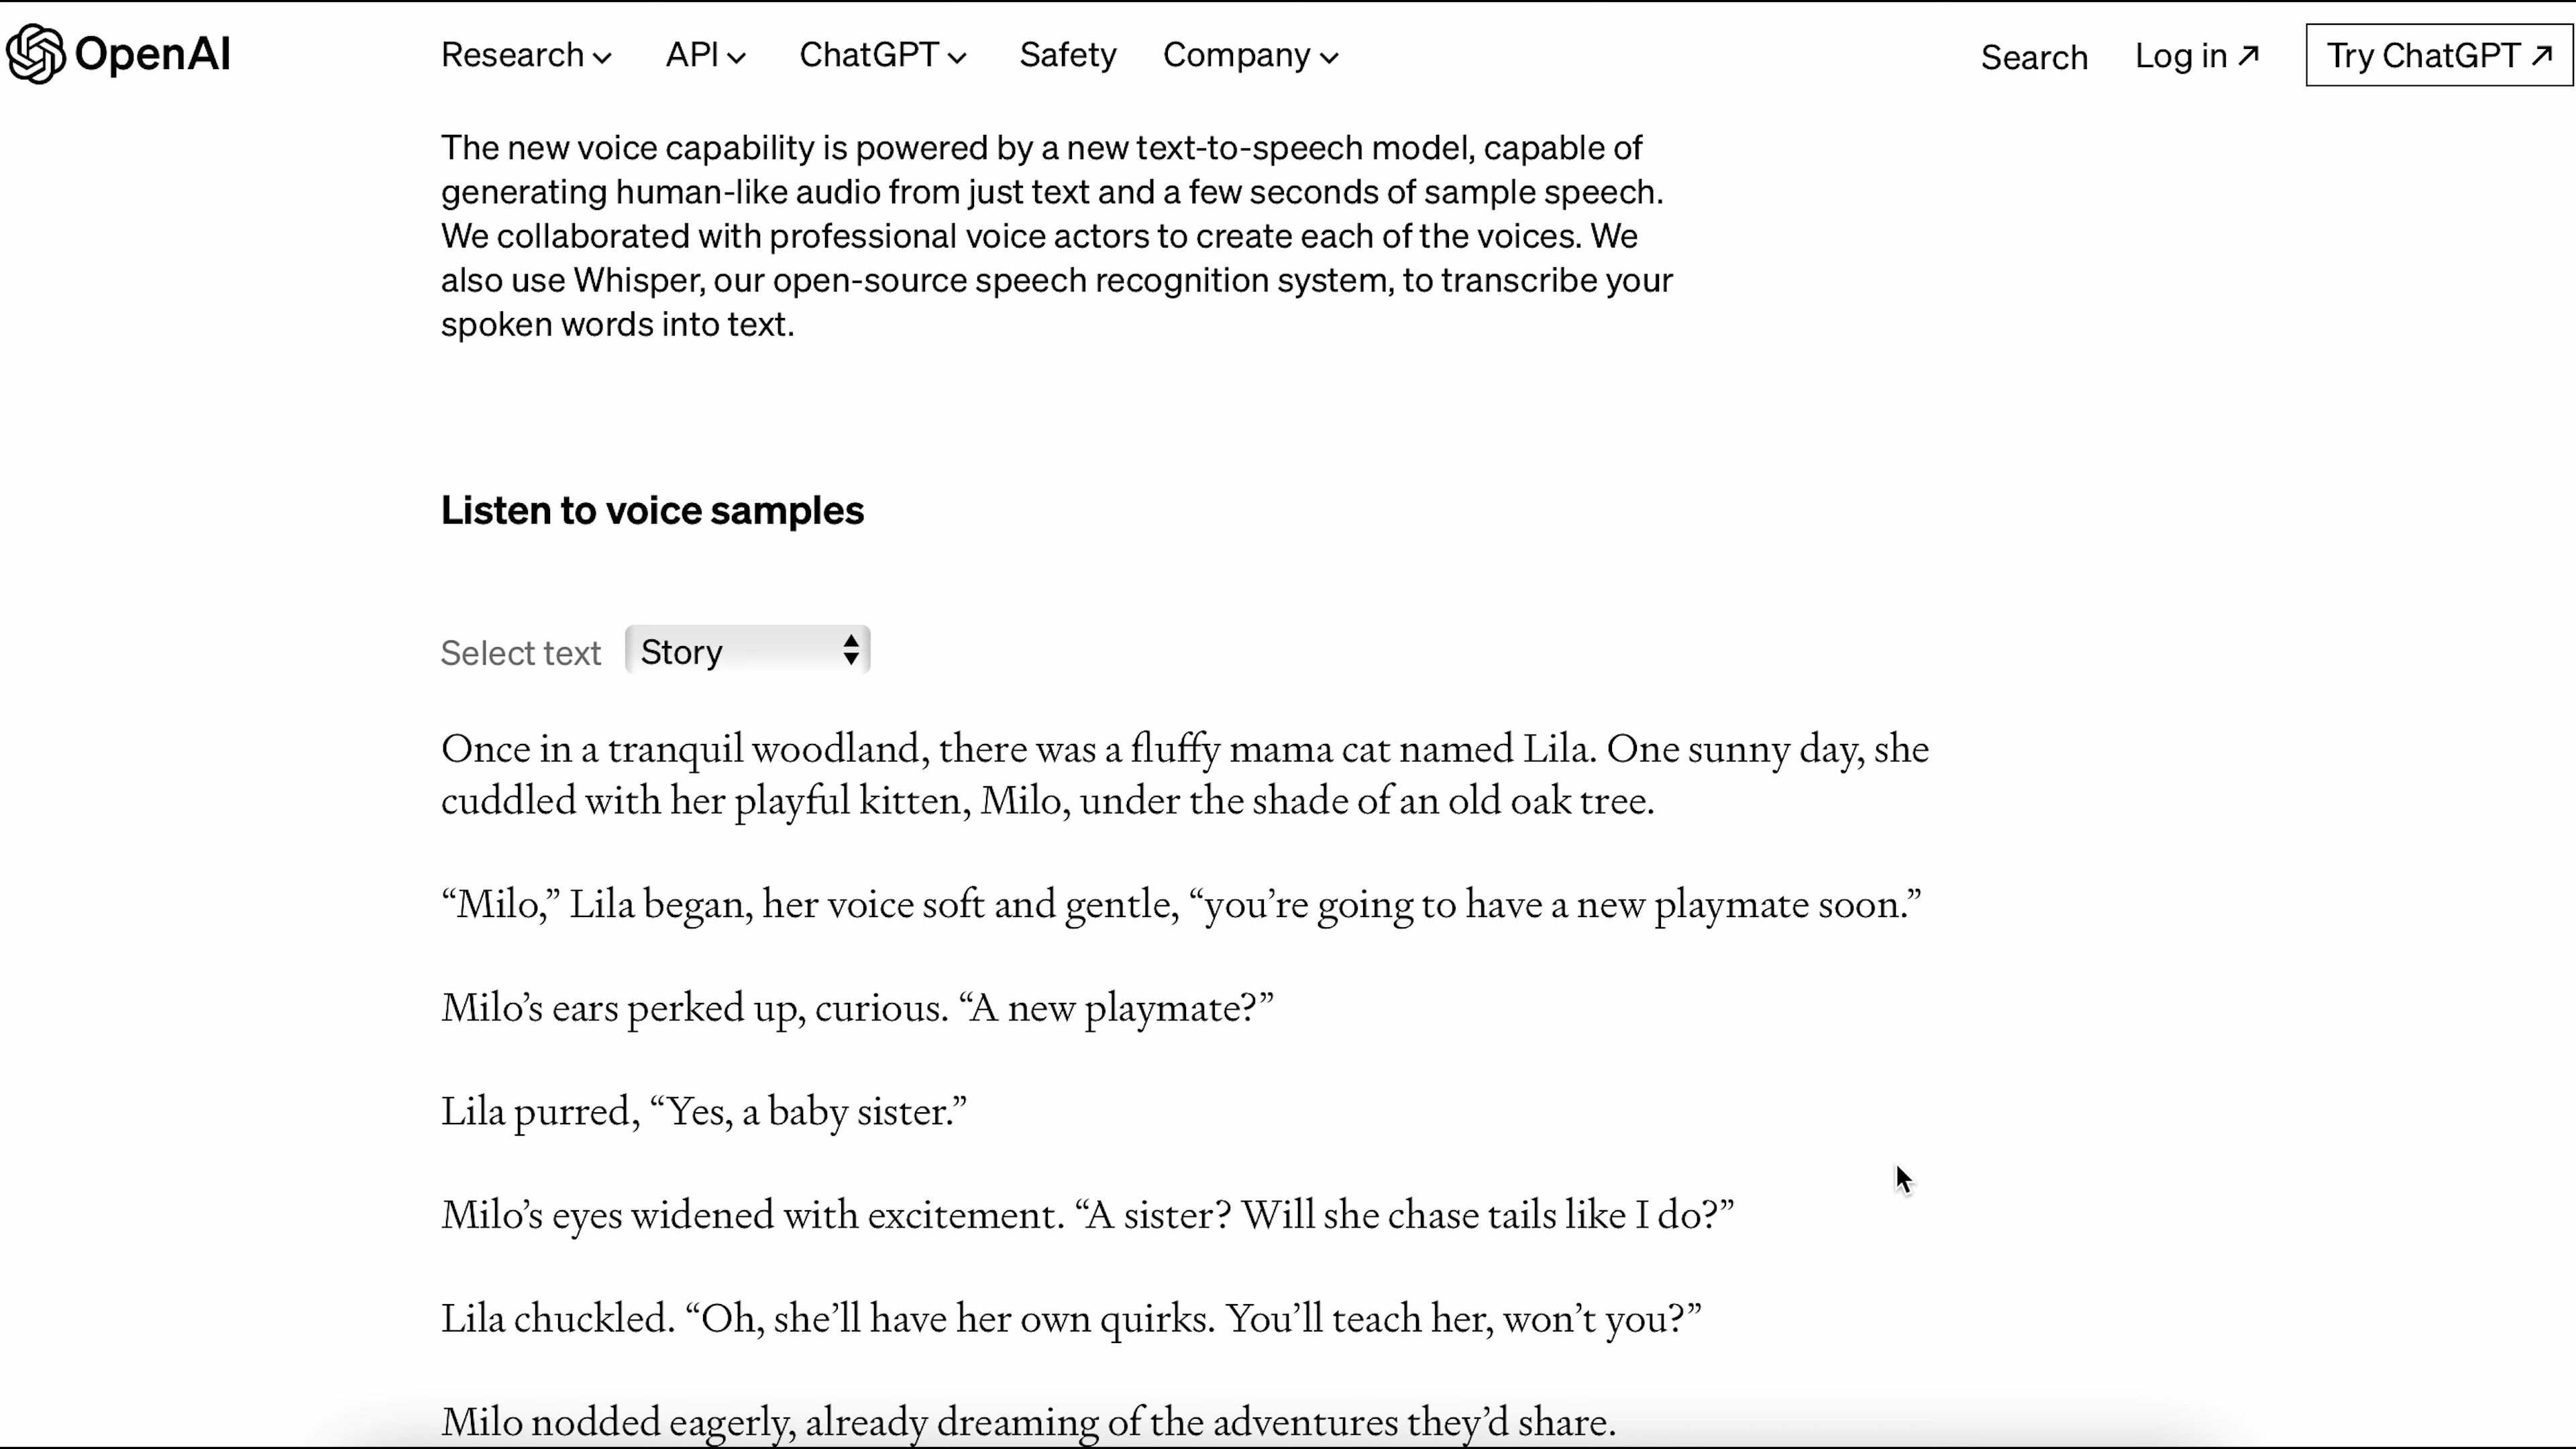 OpenAI
Research API ChatGPT Safety Company Search Log in ↗ Try ChatGPT ↗
The new voice capability is powered by a new text-to-speech model, capable of
generating human-like audio from just text and a few seconds of sample speech.
We collaborated with professional voice actors to create each of the voices. We
also use Whisper, our open-source speech recognition system, to transcribe your
spoken words into text.
Listen to voice samples
Select text Story
Once in a tranquil woodland, there was a fluffy mama cat named Lila. One sunny day, she
cuddled with her playful kitten, Milo, under the shade of an old oak tree.
“Milo,” Lila began, her voice soft and gentle, “you’re going to have a new playmate soon.”
Milo’s ears perked up, curious. “A new playmate?”
Lila purred, “Yes, a baby sister.”
Milo’s eyes widened with excitement. “A sister? Will she chase tails like I do?”
Lila chuckled. “Oh, she’ll have her own quirks. You’ll teach her, won’t you?”
Milo nodded eagerly, already dreaming of the adventures they’d share.